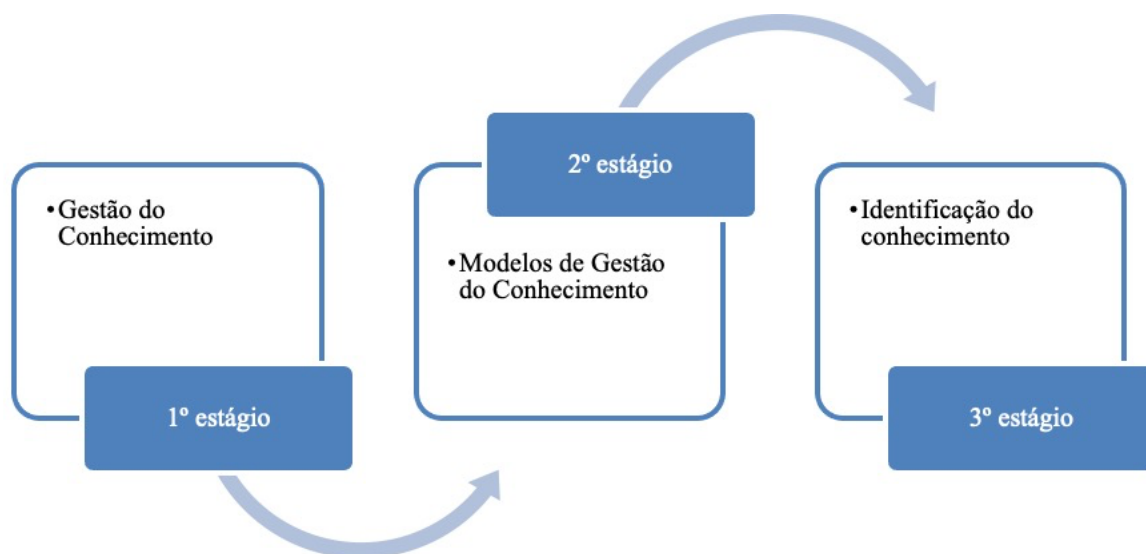 •Gestão do
Conhecimento
1º estágio
2º estágio
•Modelos de Gestão
do Conhecimento
•Identificação do
conhecimento
3º estágio